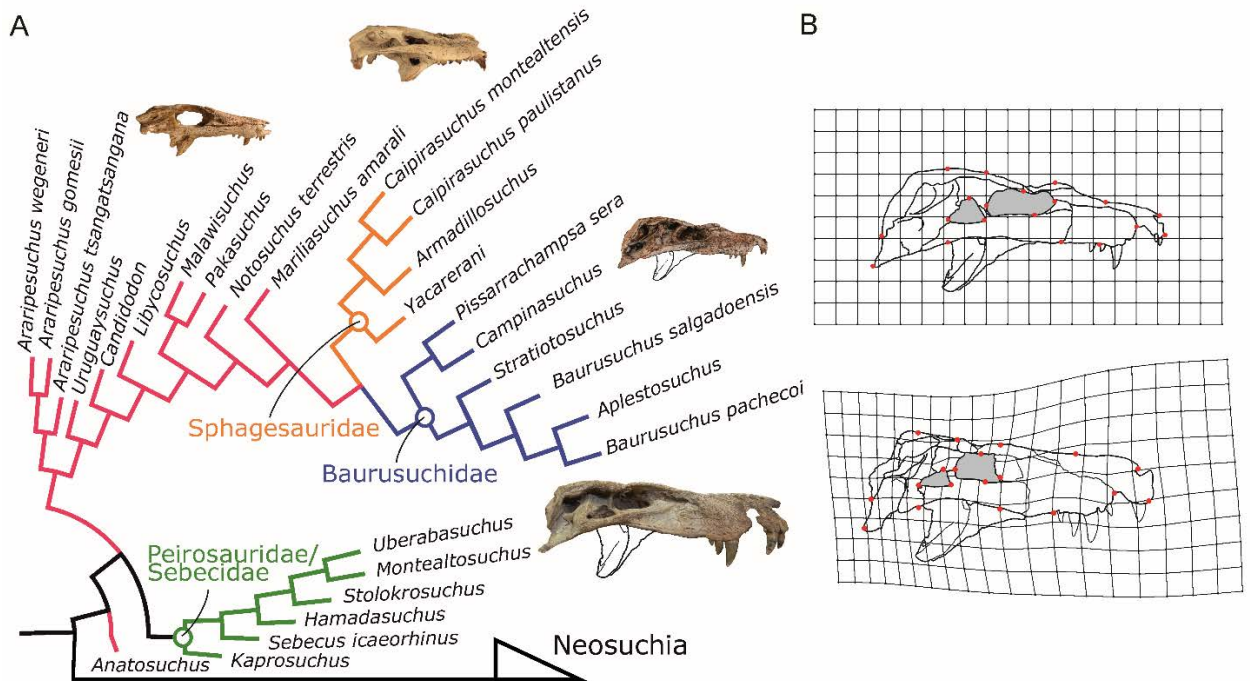 A
B
Araripesuchus wegeneri
Araripesuchus gomesii
Araripesuchus tsangatsangana
Uruguaysuchus
Candidodon
Libycosuchus
Malawisuchus
Pakasuchus
Notosuchus terrestris
Mariliasuchus amarali
Caipirasuchus montealtensis
Caipirasuchus paulistanus
Armadillosuchus
Yacarerani
Pissarrachampsa sera
Campinasuchus
Stratiotosuchus
Baurusuchus salgadoensis
Aplestosuchus
Baurusuchus pachecoi
Sphagesauridae
Baurusuchidae
Peirosauridae/
Sebecidae
Uberabasuchus
Montealtosuchus
Stolokrosuchus
Hamadasuchus
Sebecus icaeorhinus
Kaprosuchus
Anatosuchus
Neosuchia